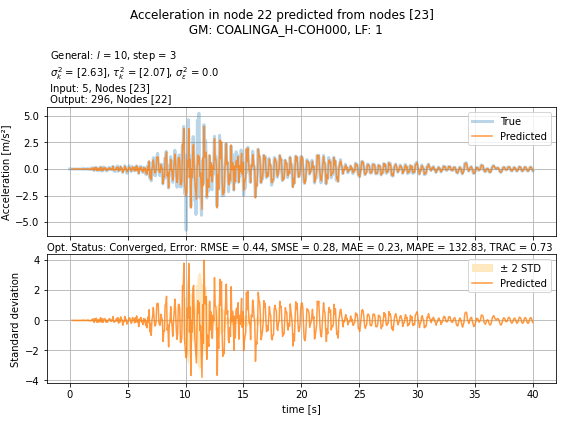 Acceleration in node 22 predicted from nodes [23]
GM: COALINGA_H-COH000, LF: 1
General: l = 10, step = 3
σ²ₖ = [2.63], τ²ₖ = [2.07], σ²ε = 0.0
Input: 5, Nodes [23]
Output: 296, Nodes [22]
Acceleration [m/s²]
5.0
2.5
0.0
−2.5
−5.0
True
Predicted
Opt. Status: Converged, Error: RMSE = 0.44, SMSE = 0.28, MAE = 0.23, MAPE = 132.83, TRAC = 0.73
Standard deviation
4
2
0
−2
−4
± 2 STD
Predicted
0 5 10 15 20 25 30 35 40
time [s]